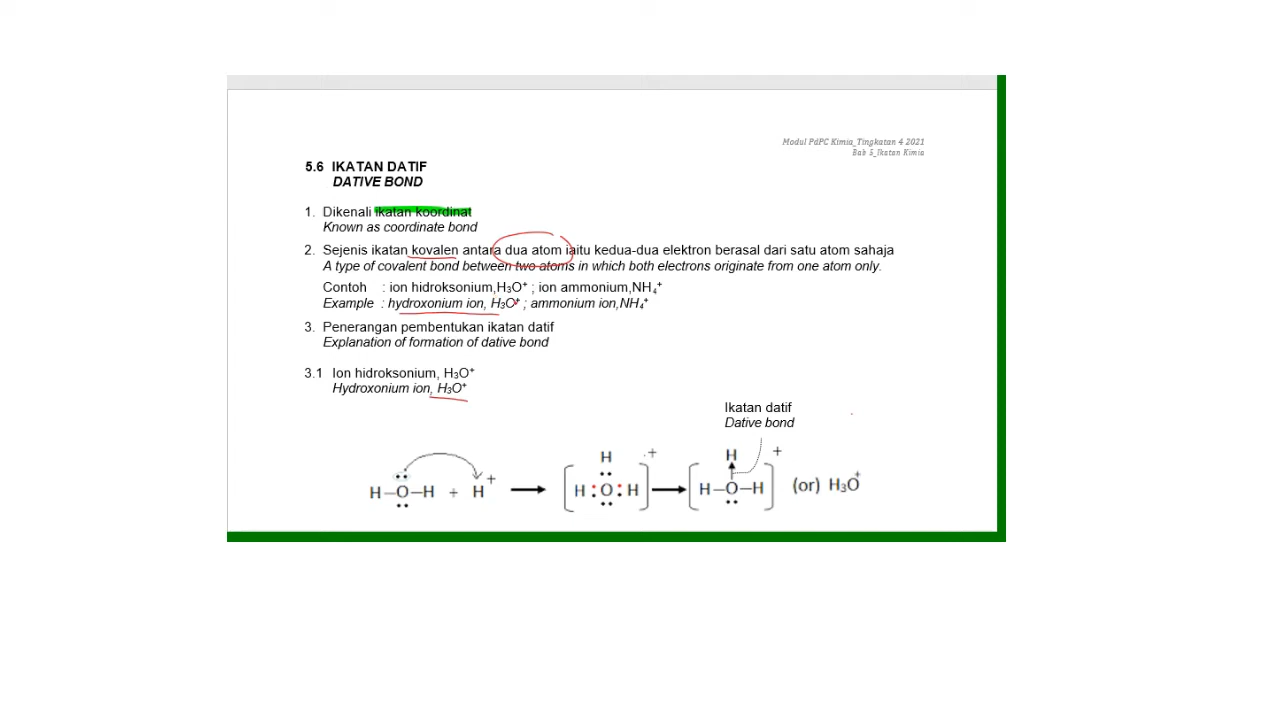 Modul PdPC Kimia_Tingkatan 4 2021
Bab 5_Ikatan Kimia
5.6 IKATAN DATIF
DATIVE BOND
1. Dikenali ikatan koordinat
Known as coordinate bond
2. Sejenis ikatan kovalen antara dua atom iaitu kedua-dua elektron berasal dari satu atom sahaja
A type of covalent bond between two atoms in which both electrons originate from one atom only.
Contoh : ion hidroksonium,H₃O⁺ ; ion ammonium,NH₄⁺
Example : hydroxonium ion, H₃O⁺ ; ammonium ion,NH₄⁺
3. Penerangan pembentukan ikatan datif
Explanation of formation of dative bond
3.1 Ion hidroksonium, H₃O⁺
Hydroxonium ion, H₃O⁺
Ikatan datif
Dative bond
H H +
H–O–H + H⁺ [H:O:H]⁺ [H–O–H] (or) H₃O⁺